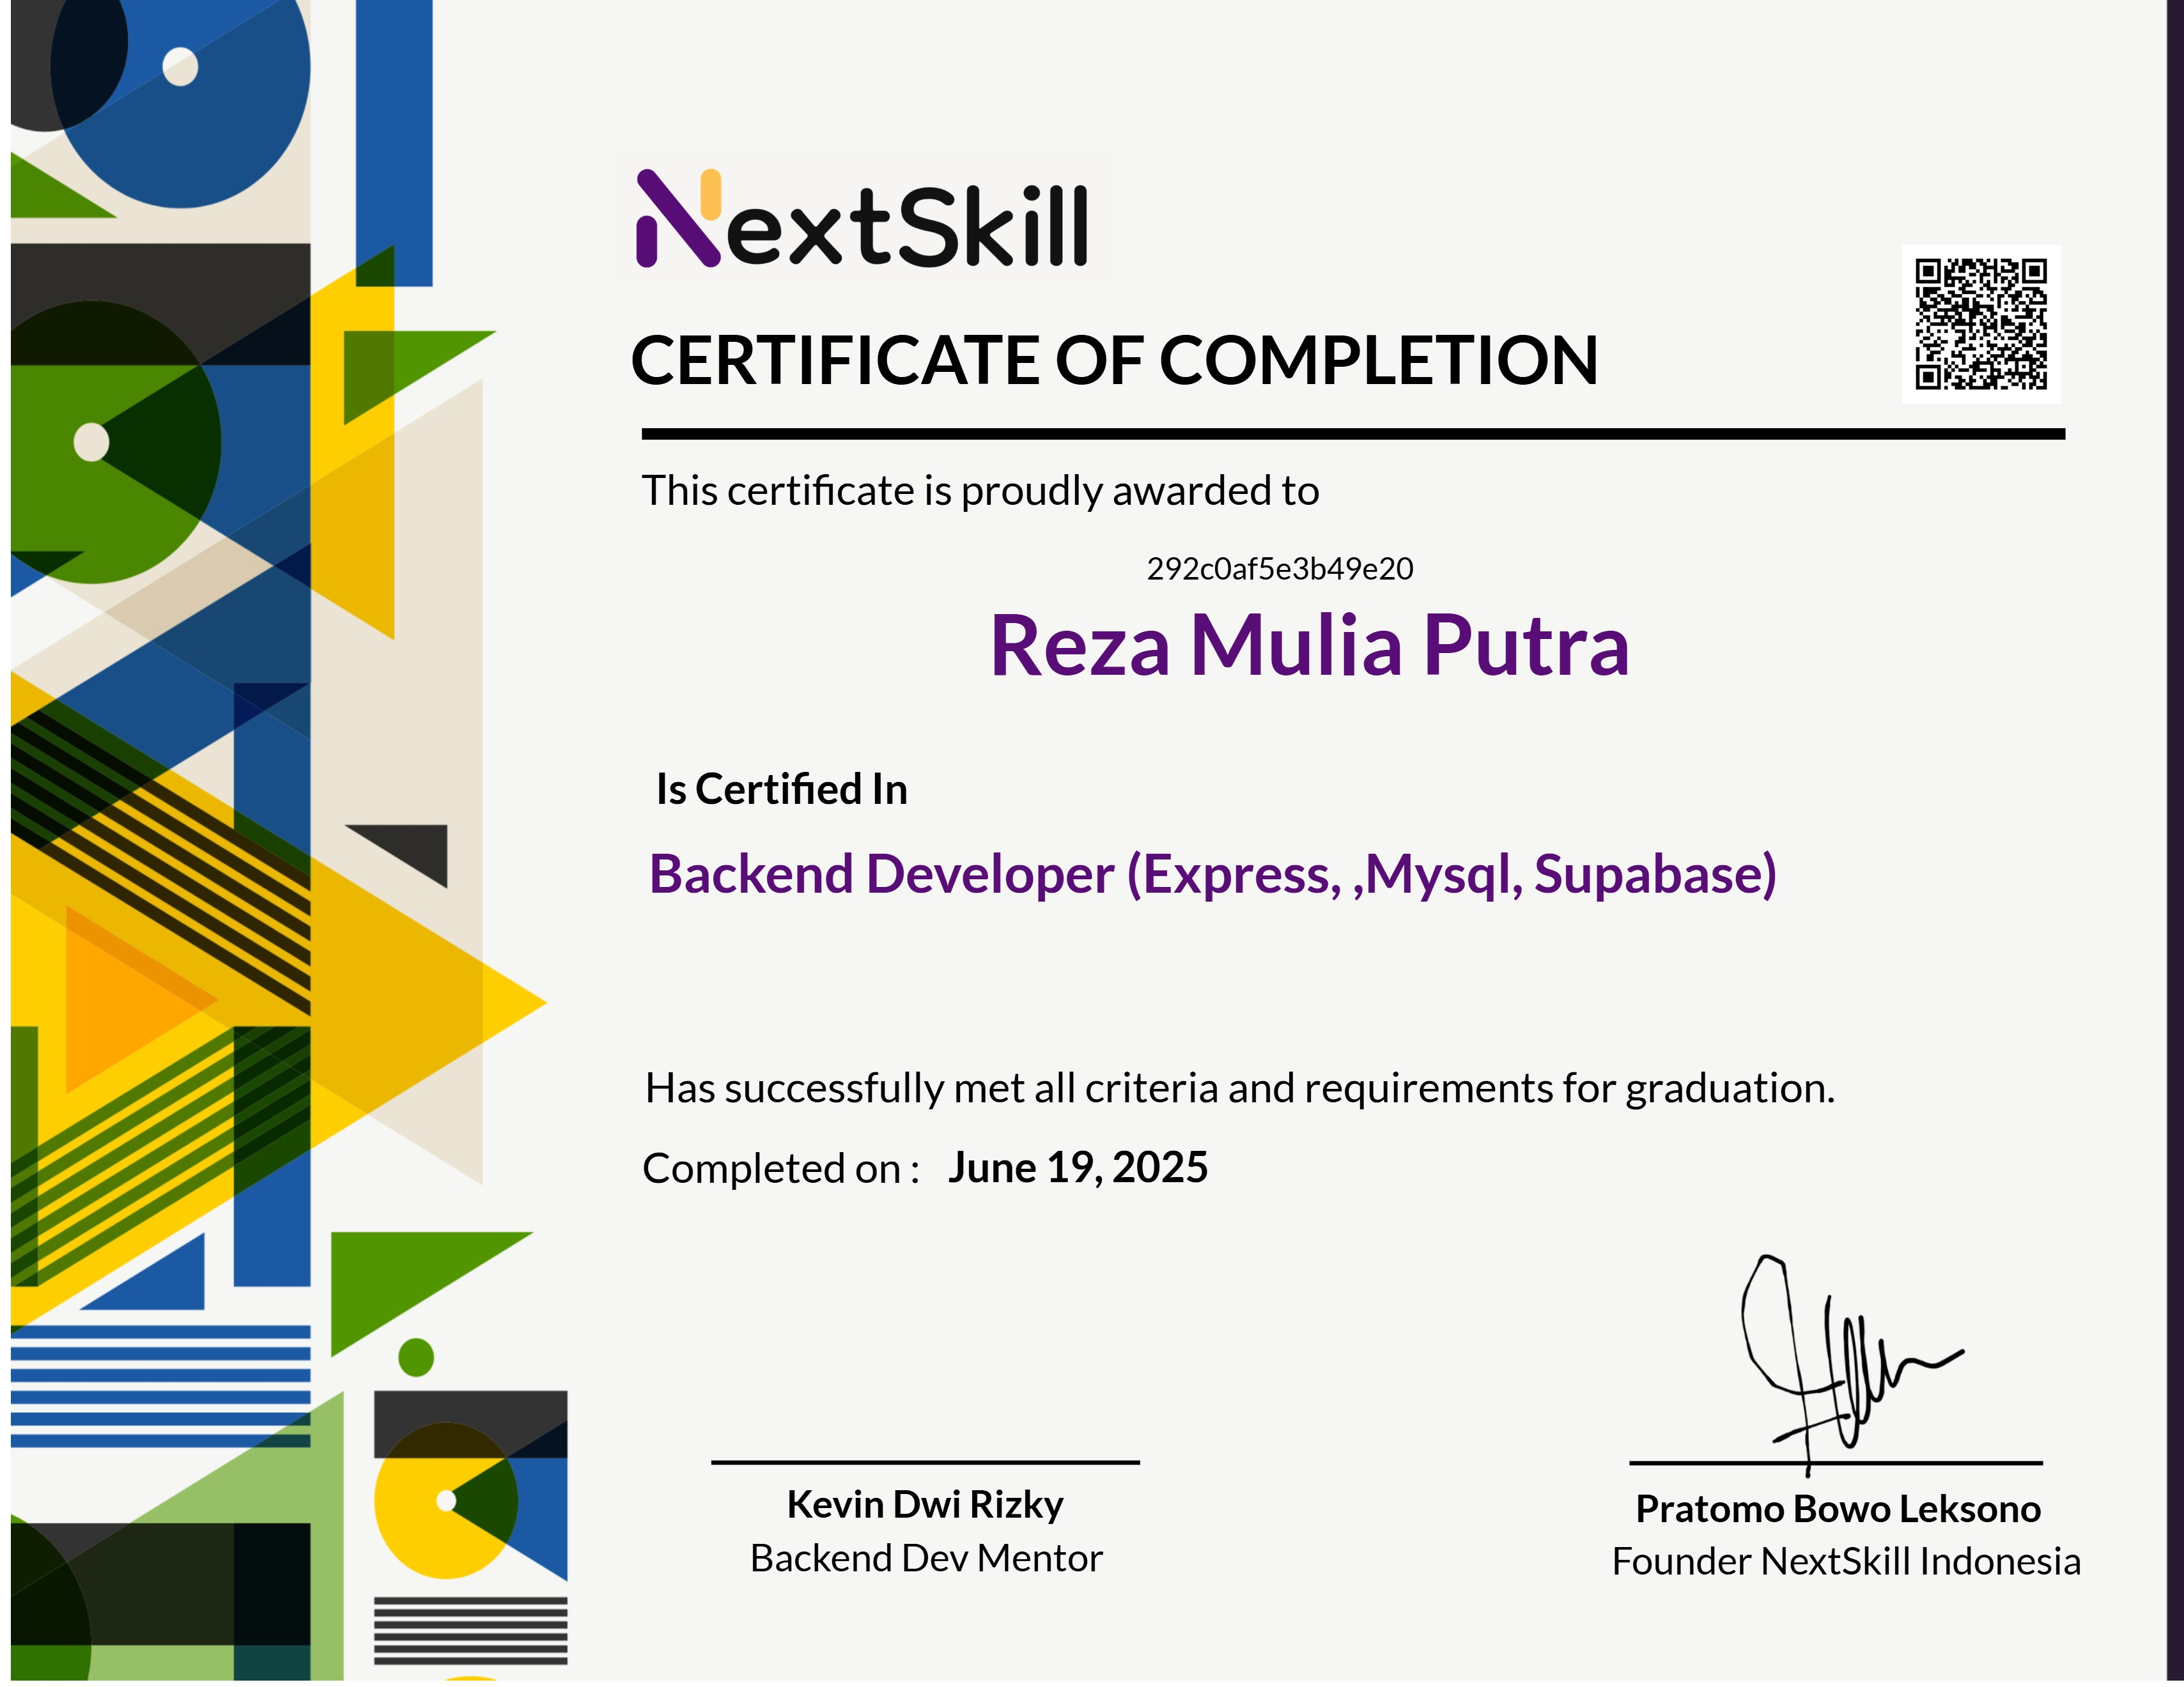 NextSkill
CERTIFICATE OF COMPLETION
This certificate is proudly awarded to
292c0af5e3b49e20
Reza Mulia Putra
Is Certified In
Backend Developer (Express, ,Mysql, Supabase)
Has successfully met all criteria and requirements for graduation.
Completed on : June 19, 2025
Kevin Dwi Rizky
Backend Dev Mentor
Pratomo Bowo Leksono
Founder NextSkill Indonesia